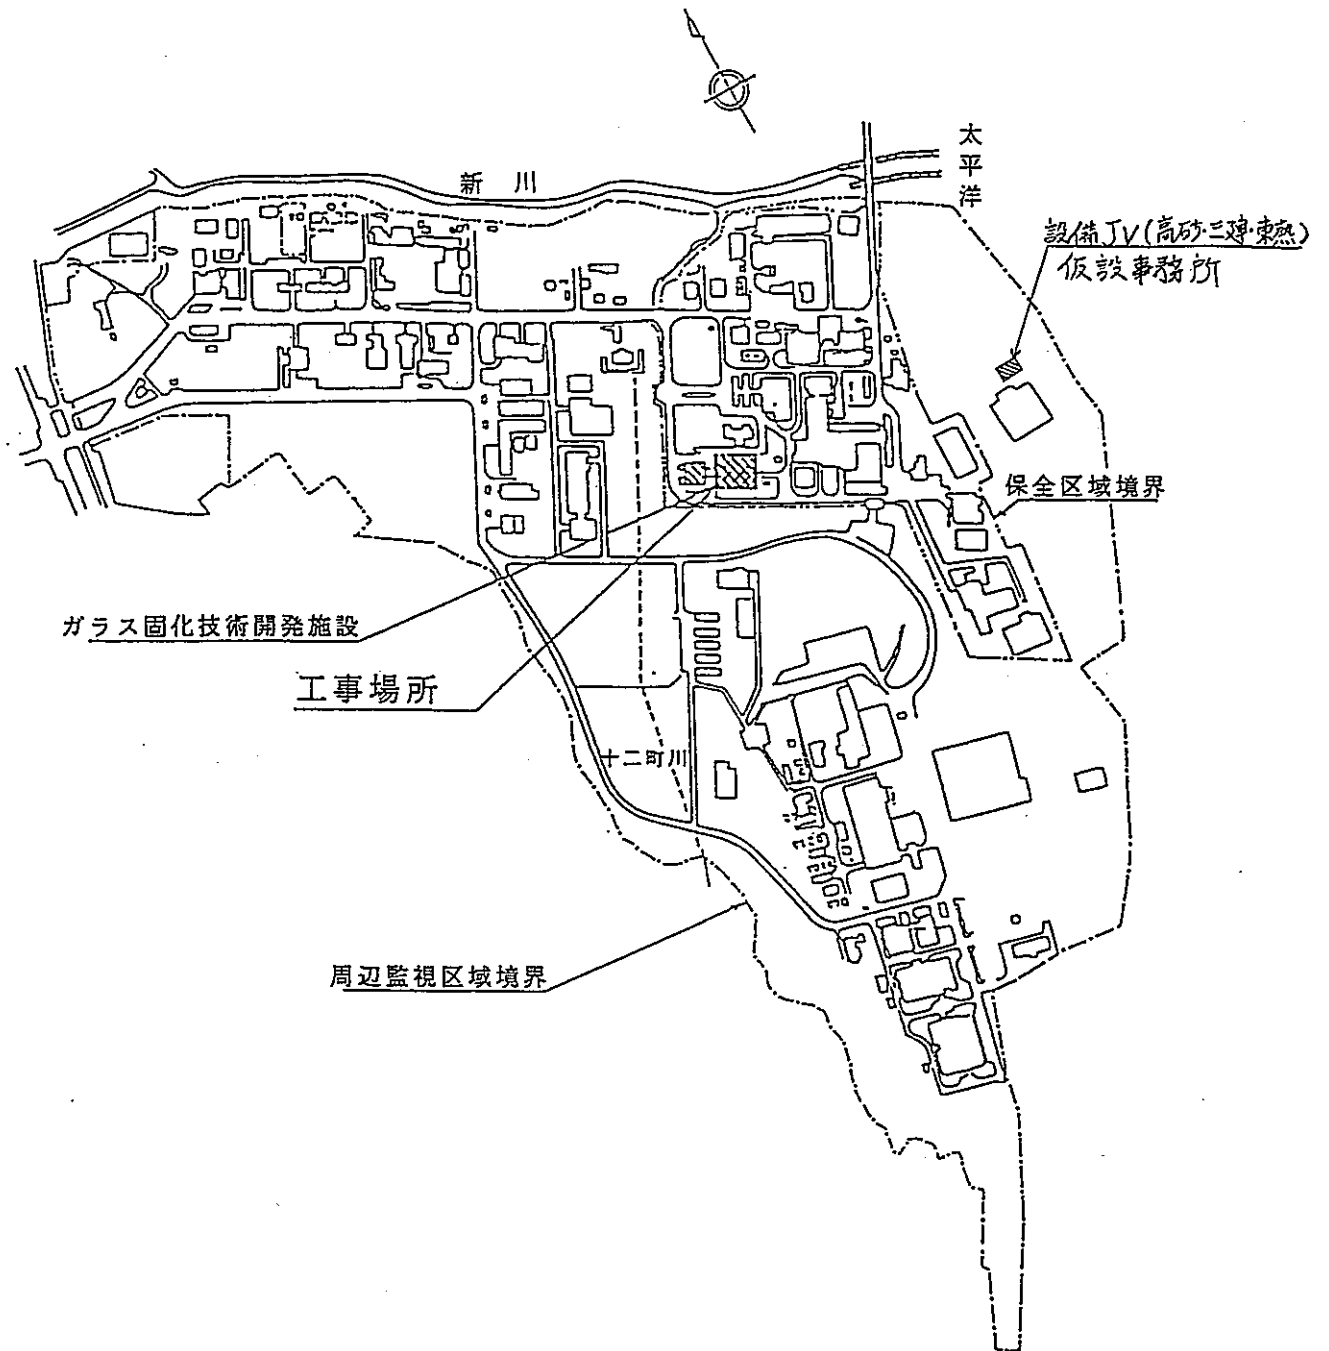 太平洋
新川
設備JV(高砂・三建・東熱)
仮設事務所
保全区域境界
ガラス固化技術開発施設
工事場所
十二町川
周辺監視区域境界